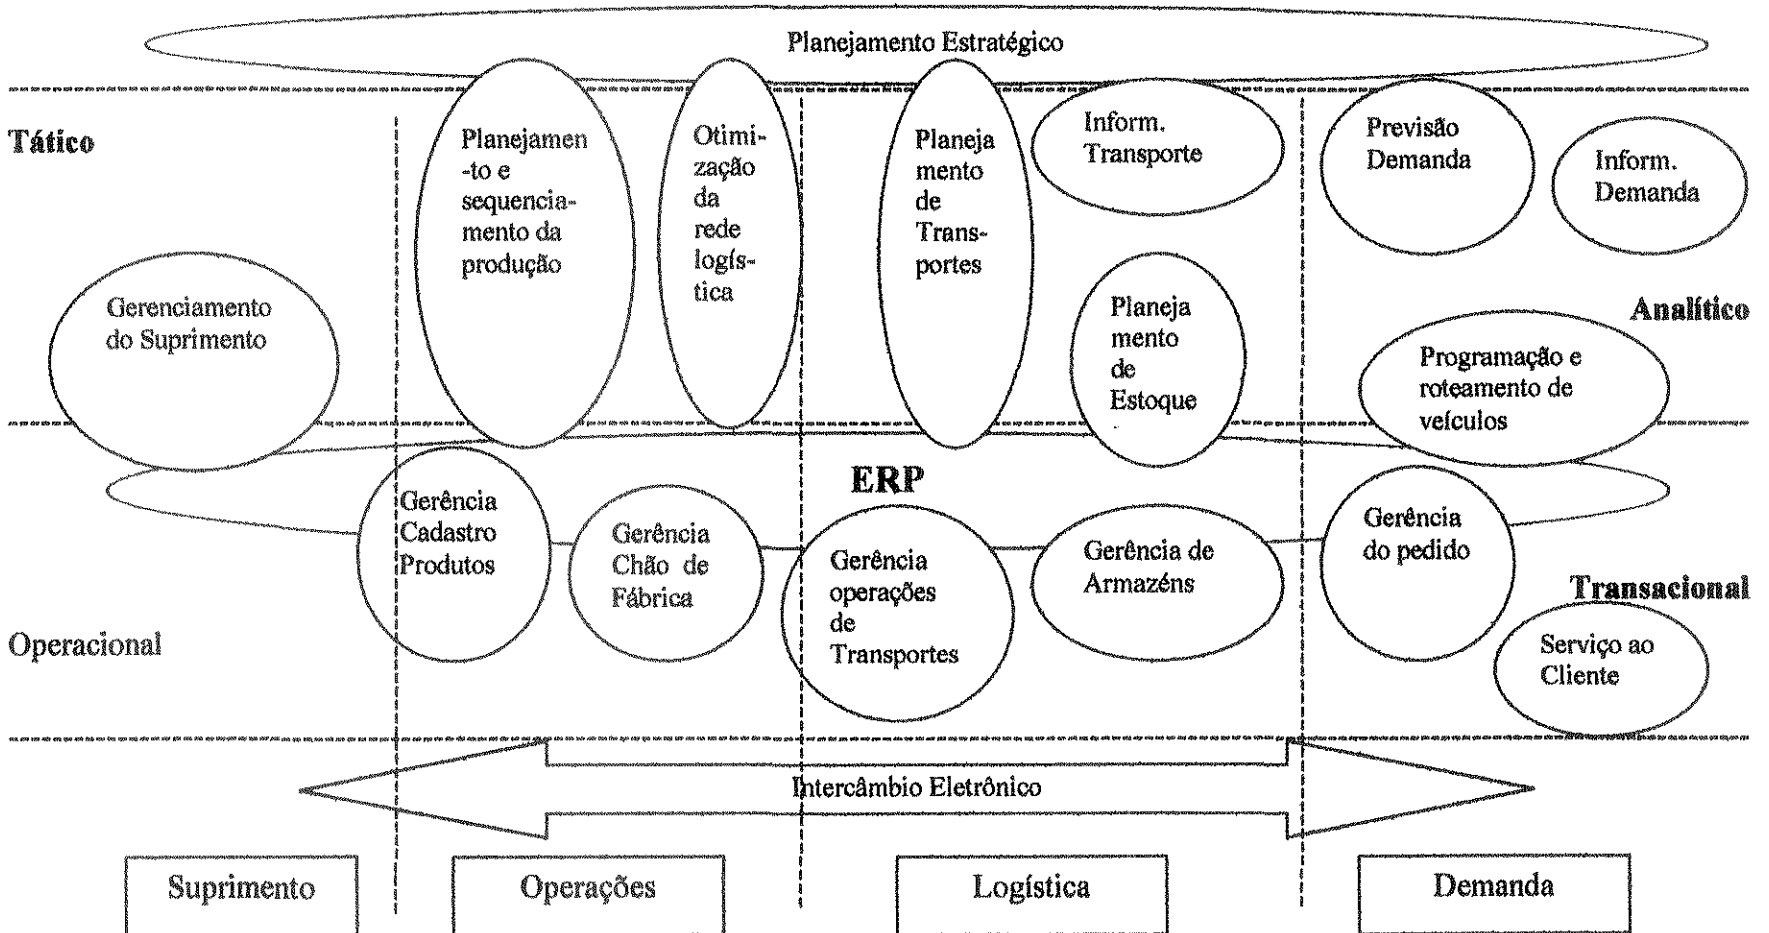 Planejamento Estratégico
Tático
Planejamen
-to e
sequencia-
mento da
produção
Otimi-
zação
da
rede
logís-
tica
Planeja
mento
de
Trans-
portes
Inform.
Transporte
Previsão
Demanda
Inform.
Demanda
Gerenciamento
do Suprimento
Planeja
mento
de
Estoque
Analítico
Programação e
roteamento de
veículos
ERP
Gerência
Cadastro
Produtos
Gerência
Chão de
Fábrica
Gerência
operações
de
Transportes
Gerência de
Armazéns
Gerência
do pedido
Transacional
Operacional
Serviço ao
Cliente
Intercâmbio Eletrônico
Suprimento
Operações
Logística
Demanda